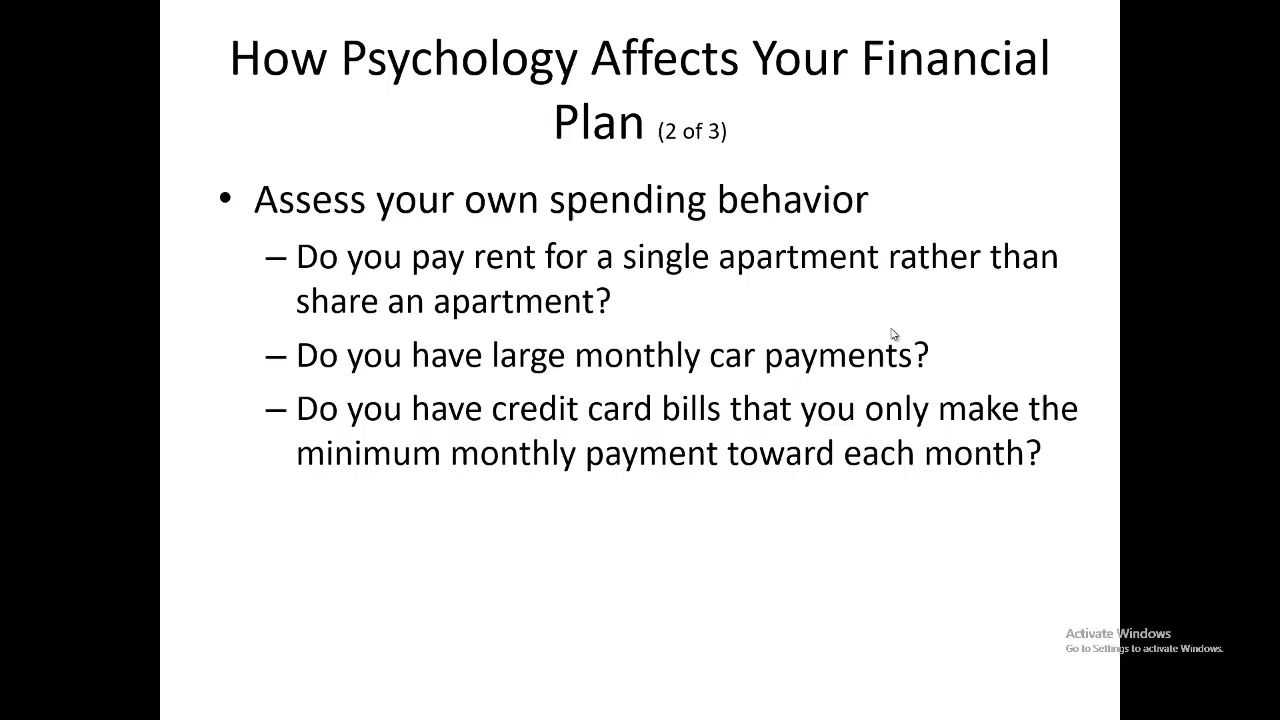 How Psychology Affects Your Financial
Plan (2 of 3)
• Assess your own spending behavior
– Do you pay rent for a single apartment rather than
share an apartment?
– Do you have large monthly car payments?
– Do you have credit card bills that you only make the
minimum monthly payment toward each month?
Activate Windows
Go to Settings to activate Windows.